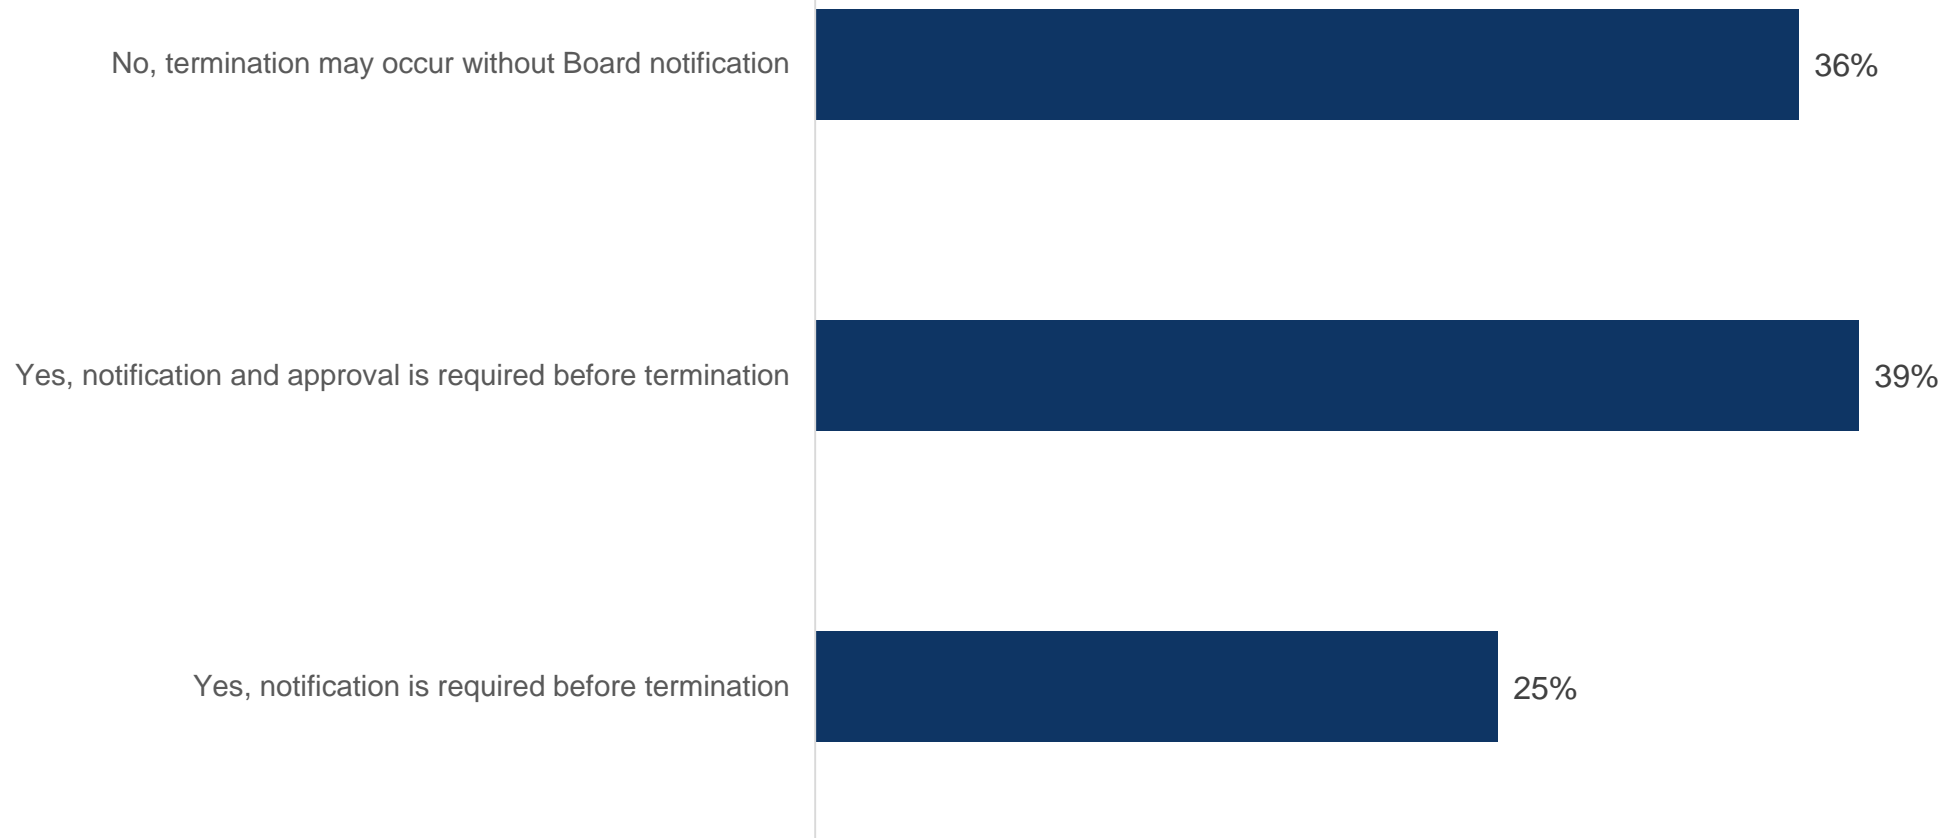 No, termination may occur without Board notification
36%
Yes, notification and approval is required before termination
39%
Yes, notification is required before termination
25%